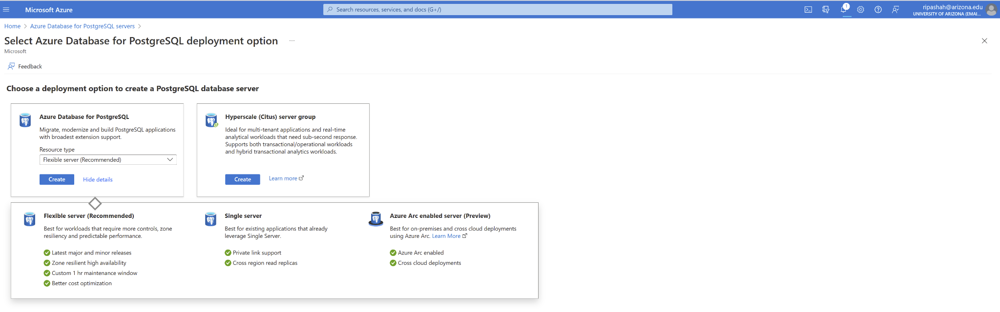 Microsoft Azure
Search resources, services, and docs (G+/)
1
ripashah@arizona.edu
UNIVERSITY OF ARIZONA (EMAI...
Home > Azure Database for PostgreSQL servers >
Select Azure Database for PostgreSQL deployment option ...
Microsoft
Feedback
Choose a deployment option to create a PostgreSQL database server
Azure Database for PostgreSQL
Migrate, modernize and build PostgreSQL applications
with broadest extension support.
Resource type
Flexible server (Recommended)
Create Hide details
Hyperscale (Citus) server group
Ideal for multi-tenant applications and real-time
analytical workloads that need sub-second response.
Supports both transactional/operational workloads
and hybrid transactional analytics workloads.
Create Learn more
Flexible server (Recommended)
Best for workloads that require more controls, zone
resiliency and predictable performance.
Latest major and minor releases
Zone resilient high availability
Custom 1 hr maintenance window
Better cost optimization
Single server
Best for existing applications that already
leverage Single Server.
Private link support
Cross region read replicas
Azure Arc enabled server (Preview)
Best for on-premises and cross cloud deployments
using Azure Arc. Learn More
Azure Arc enabled
Cross cloud deployments